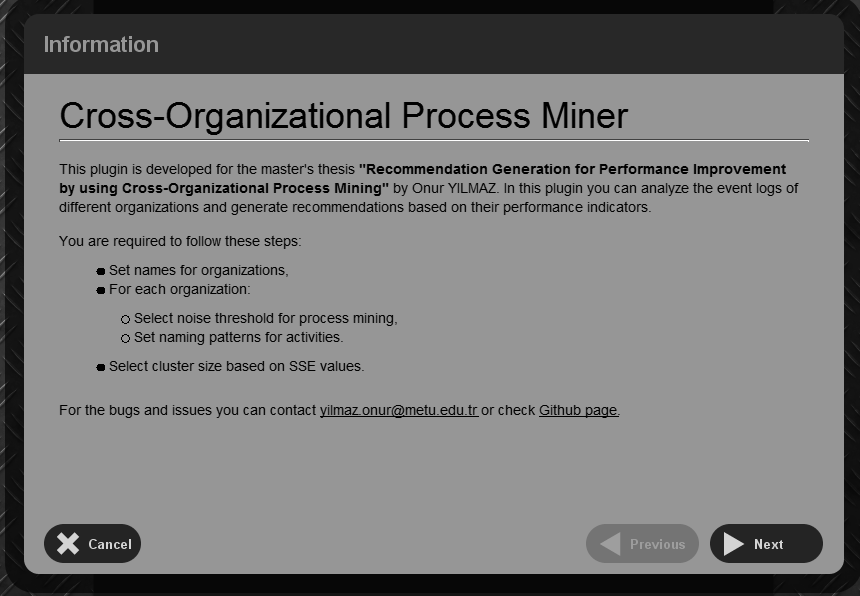 Information
Cross-Organizational Process Miner
This plugin is developed for the master's thesis "Recommendation Generation for Performance Improvement
by using Cross-Organizational Process Mining" by Onur YILMAZ. In this plugin you can analyze the event logs of
different organizations and generate recommendations based on their performance indicators.
You are required to follow these steps:
Set names for organizations,
For each organization:
Select noise threshold for process mining,
Set naming patterns for activities.
Select cluster size based on SSE values.
For the bugs and issues you can contact yilmaz.onur@metu.edu.tr or check Github page.
Cancel
Previous
Next